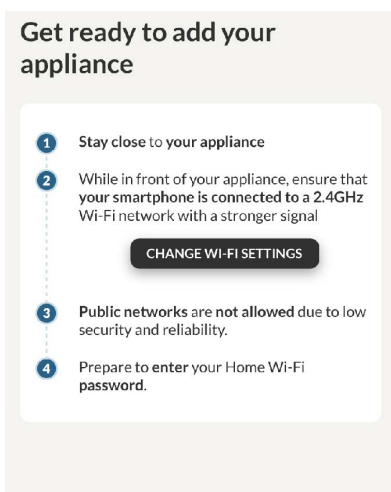 Get ready to add your
appliance
1 Stay close to your appliance
2 While in front of your appliance, ensure that
your smartphone is connected to a 2.4GHz
Wi-Fi network with a stronger signal
CHANGE WI-FI SETTINGS
3 Public networks are not allowed due to low
security and reliability.
4 Prepare to enter your Home Wi-Fi
password.